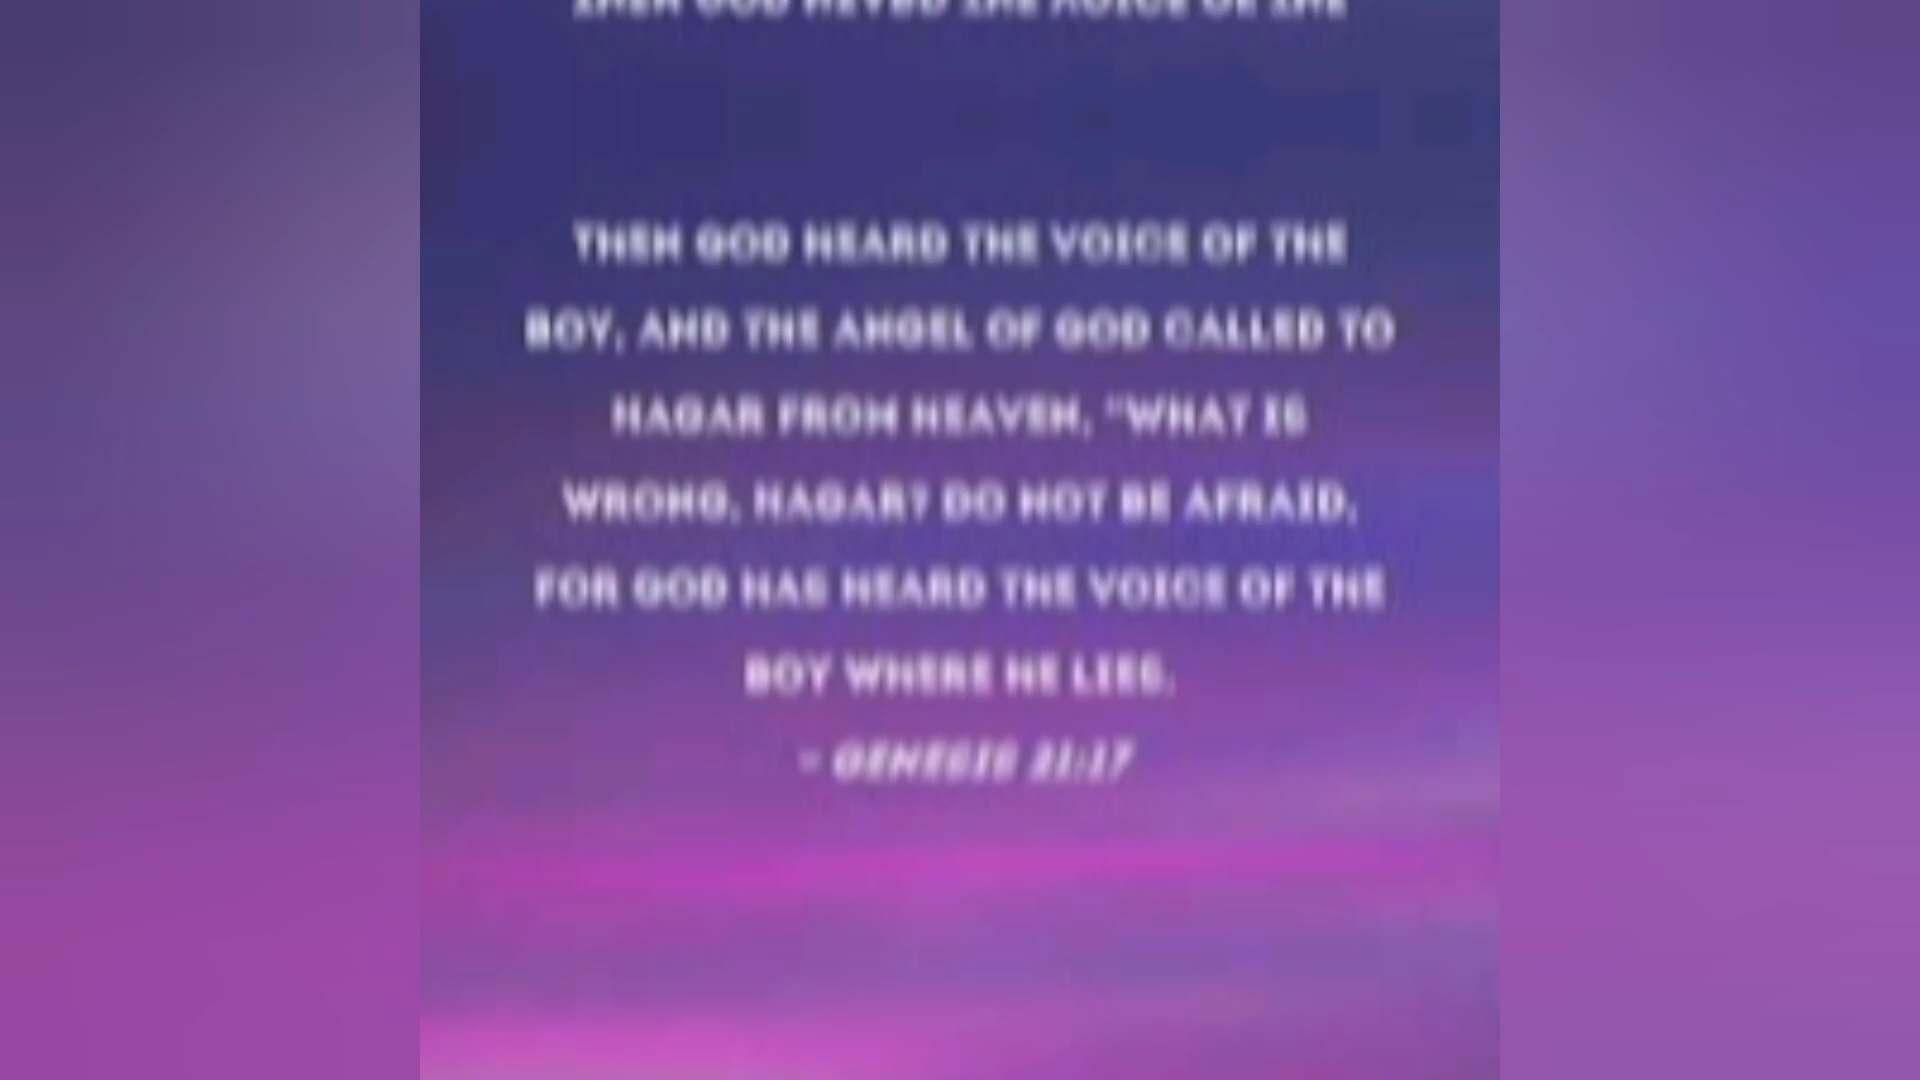 THEN GOD HEARD THE VOICE OF THE
BOY, AND THE ANGEL OF GOD CALLED TO
HAGAR FROM HEAVEN, "WHAT IS
WRONG, HAGAR? DO NOT BE AFRAID,
FOR GOD HAS HEARD THE VOICE OF THE
BOY WHERE HE LIES.
- GENESIS 21:17